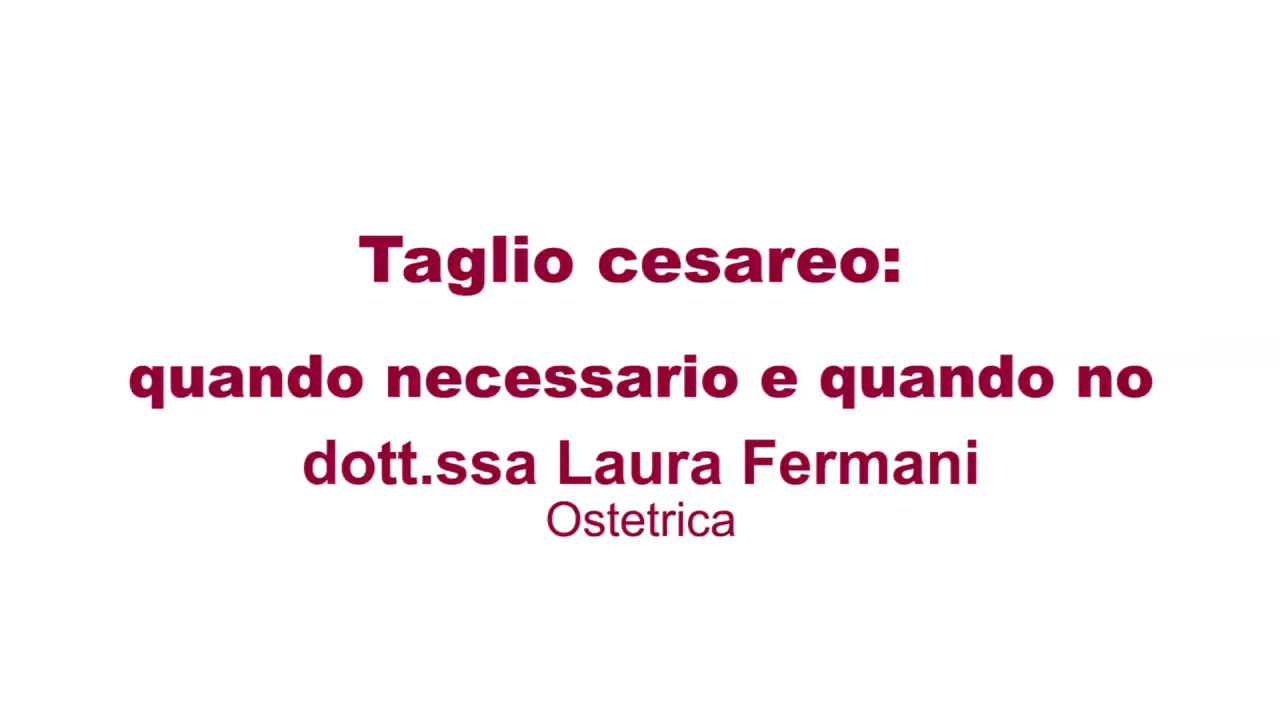 Taglio cesareo:
quando necessario e quando no
dott.ssa Laura Fermani
Ostetrica